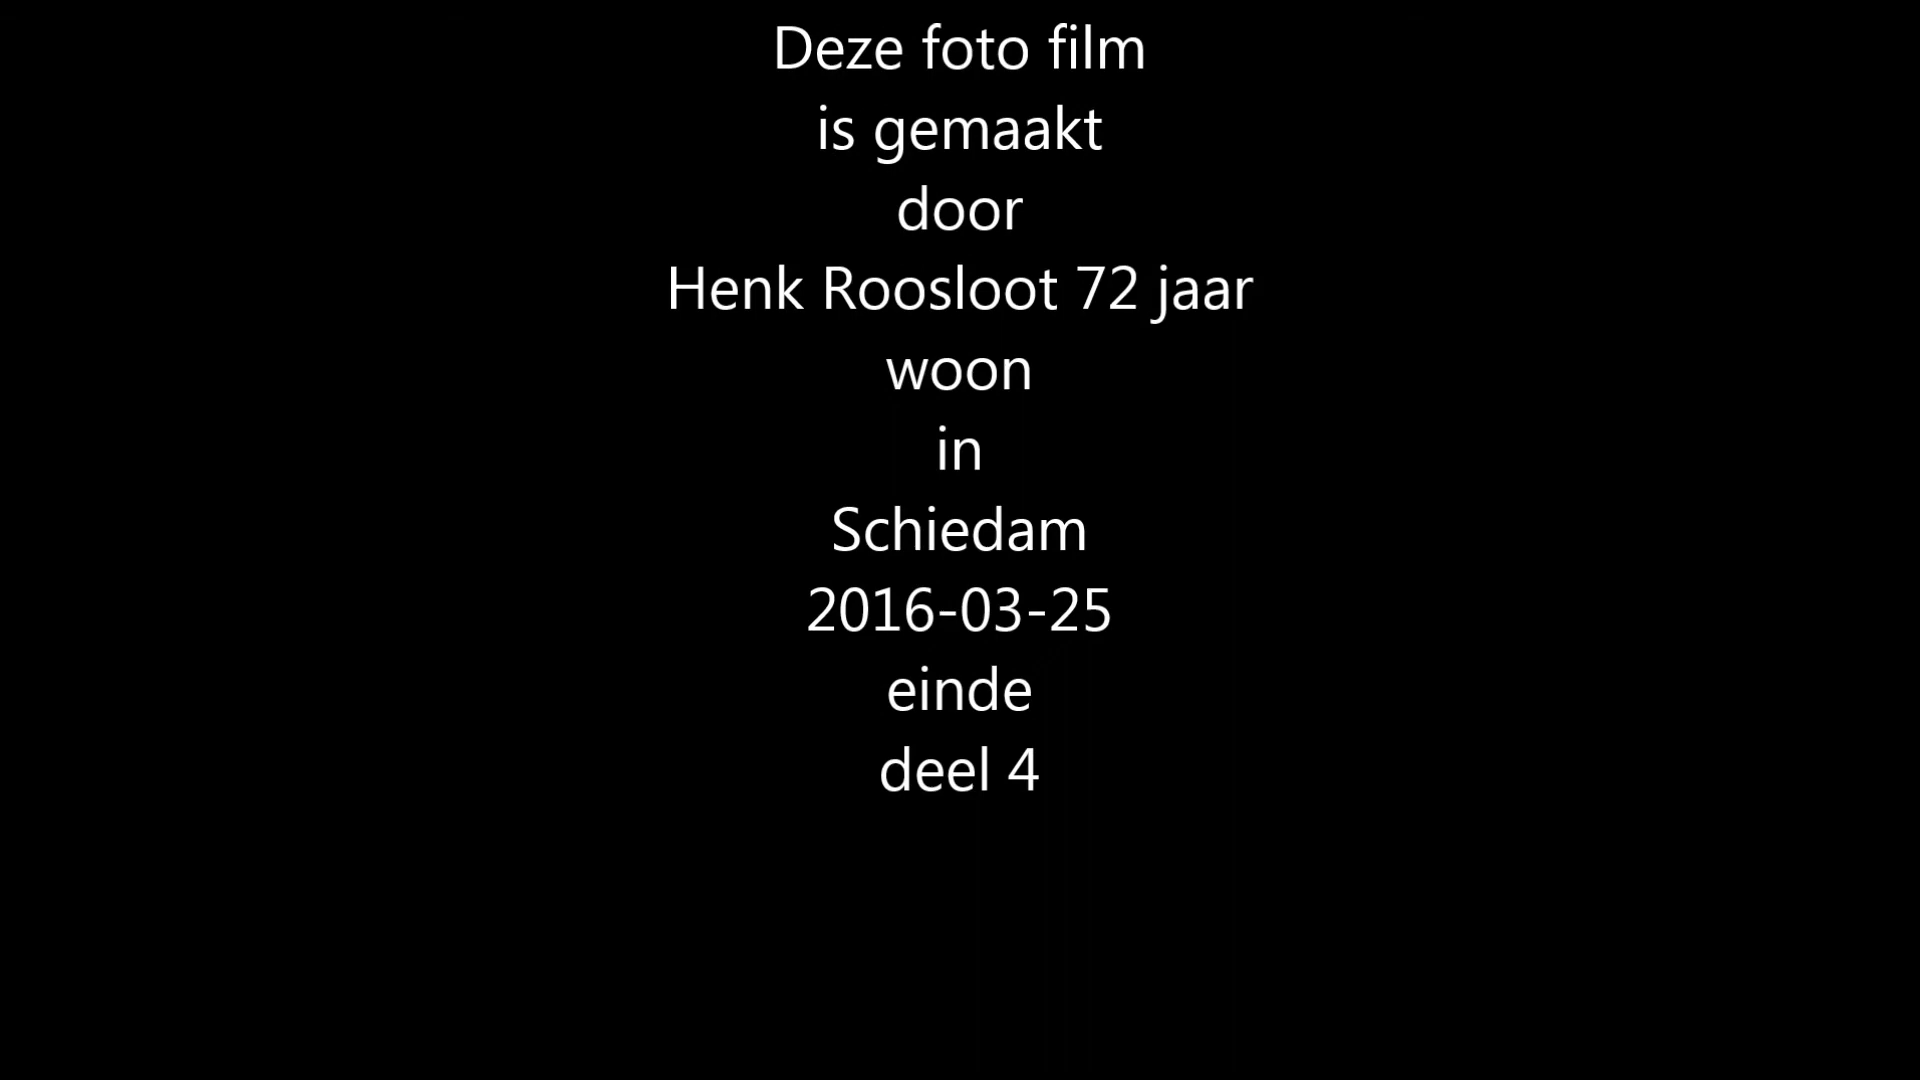 Deze foto film
is gemaakt
door
Henk Roosloot 72 jaar
woon
in
Schiedam
2016-03-25
einde
deel 4